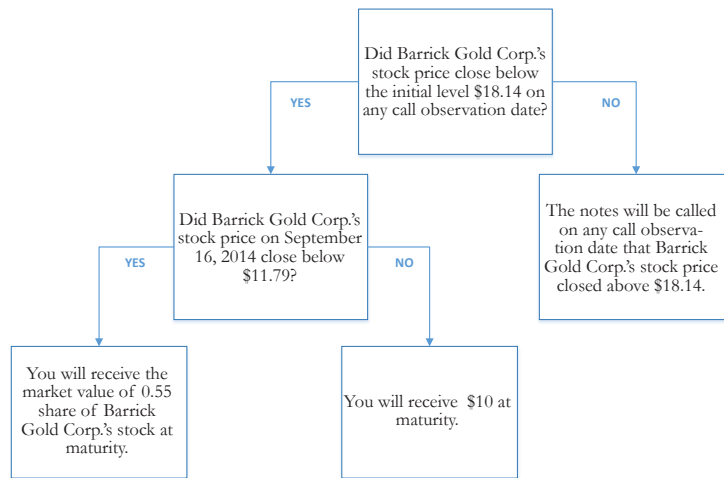 Did Barrick Gold Corp.'s
stock price close below
the initial level $18.14 on
any call observation date?
YES
NO
Did Barrick Gold Corp.'s
stock price on September
16, 2014 close below
$11.79?
The notes will be called
on any call observa-
tion date that Barrick
Gold Corp.'s stock price
closed above $18.14.
YES
NO
You will receive the
market value of 0.55
share of Barrick
Gold Corp.'s stock at
maturity.
You will receive $10 at
maturity.